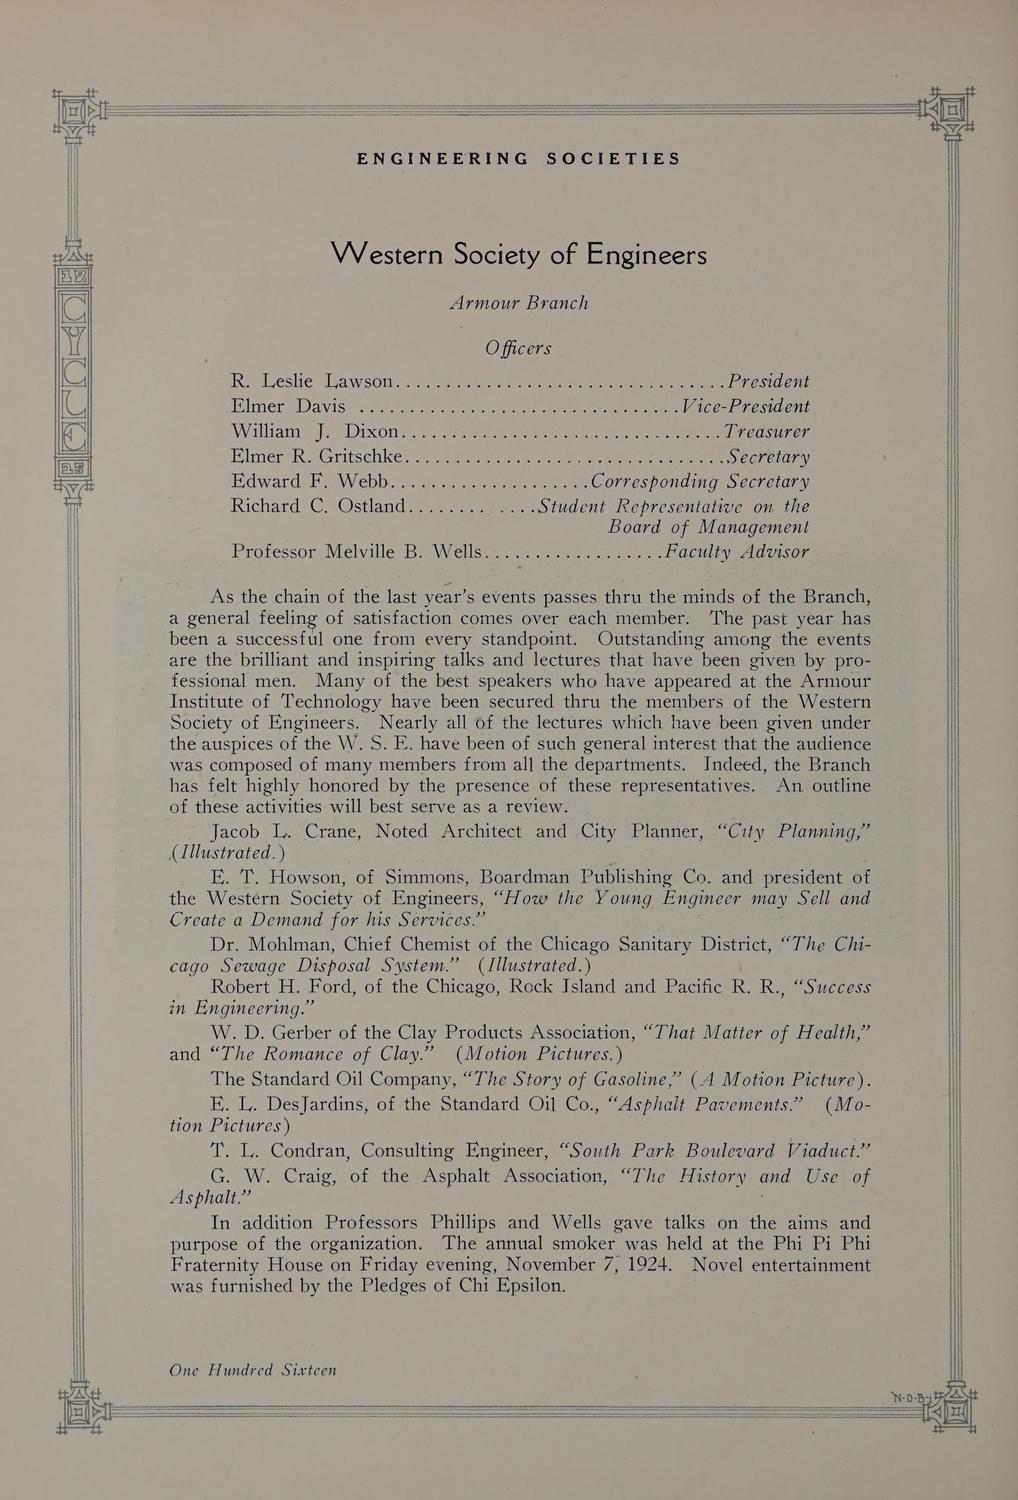 ENGINEERING SOCIETIES
Western Society of Engineers
Armour Branch
Officers
R. Leslie Lawson.................................President
Elmer Davis .................................Vice-President
William J. Dixon.................................Treasurer
Elmer R. Gritschke.................................Secretary
Edward F. Webb....................Corresponding Secretary
Richard C. Ostland.............Student Representative on the
Board of Management
Professor Melville B. Wells..................Faculty Advisor
As the chain of the last year's events passes thru the minds of the Branch,
a general feeling of satisfaction comes over each member. The past year has
been a successful one from every standpoint. Outstanding among the events
are the brilliant and inspiring talks and lectures that have been given by pro-
fessional men. Many of the best speakers who have appeared at the Armour
Institute of Technology have been secured thru the members of the Western
Society of Engineers. Nearly all of the lectures which have been given under
the auspices of the W. S. E. have been of such general interest that the audience
was composed of many members from all the departments. Indeed, the Branch
has felt highly honored by the presence of these representatives. An outline
of these activities will best serve as a review.
Jacob L. Crane, Noted Architect and City Planner, “City Planning,”
(Illustrated.)
E. T. Howson, of Simmons, Boardman Publishing Co. and president of
the Western Society of Engineers, “How the Young Engineer may Sell and
Create a Demand for his Services.”
Dr. Mohlman, Chief Chemist of the Chicago Sanitary District, “The Chi-
cago Sewage Disposal System.” (Illustrated.)
Robert H. Ford, of the Chicago, Rock Island and Pacific R. R., “Success
in Engineering.”
W. D. Gerber of the Clay Products Association, “That Matter of Health,”
and “The Romance of Clay.” (Motion Pictures.)
The Standard Oil Company, “The Story of Gasoline,” (A Motion Picture).
E. L. DesJardins, of the Standard Oil Co., “Asphalt Pavements.” (Mo-
tion Pictures)
T. L. Condran, Consulting Engineer, “South Park Boulevard Viaduct.”
G. W. Craig, of the Asphalt Association, “The History and Use of
Asphalt.”
In addition Professors Phillips and Wells gave talks on the aims and
purpose of the organization. The annual smoker was held at the Phi Pi Phi
Fraternity House on Friday evening, November 7, 1924. Novel entertainment
was furnished by the Pledges of Chi Epsilon.
One Hundred Sixteen
19
CYCLE
25